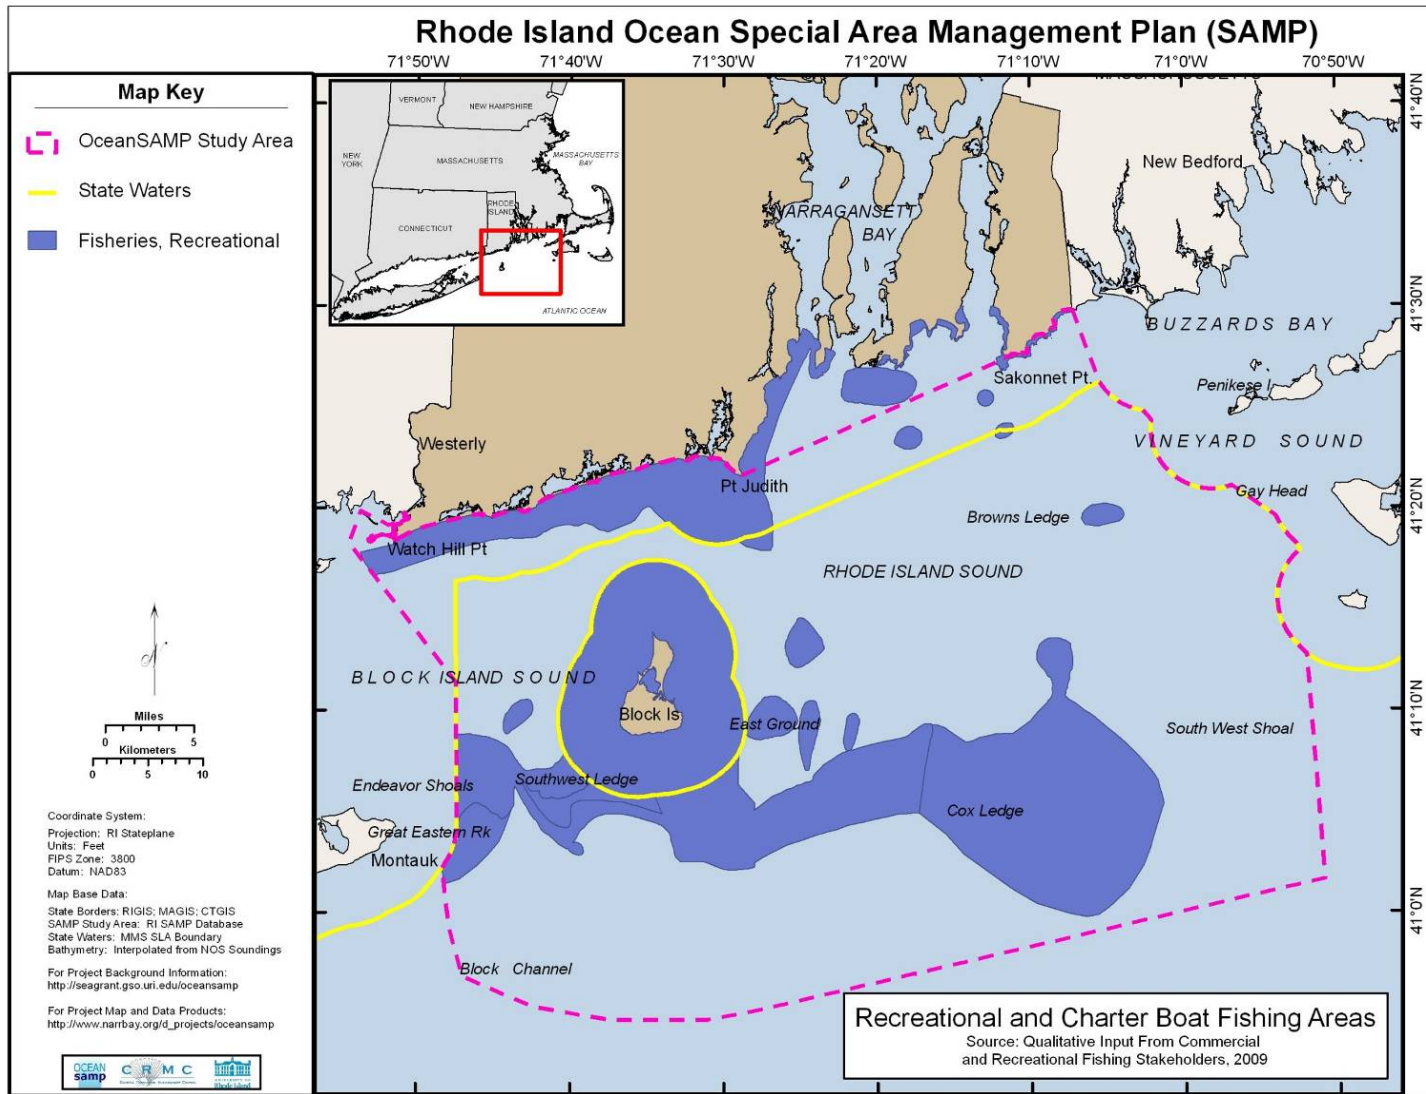 Rhode Island Ocean Special Area Management Plan (SAMP)
71°50'W 71°40'W 71°30'W 71°20'W 71°10'W 71°0'W 70°50'W
Map Key
OceanSAMP Study Area
State Waters
Fisheries, Recreational
VERMONT
NEW HAMPSHIRE
NEW
YORK
MASSACHUSETTS
MASSACHUSETTS
BAY
RHODE
ISLAND
CONNECTICUT
ATLANTIC OCEAN
MASSACHUSETTS
41°40'N
New Bedford
NARRAGANSETT
BAY
41°30'N
BUZZARDS BAY
Sakonnet Pt.
Penikese I
Westerly
VINEYARD SOUND
Pt Judith
Gay Head
41°20'N
Browns Ledge
Watch Hill Pt
RHODE ISLAND SOUND
BLOCK ISLAND SOUND
Block Is
East Ground
South West Shoal
41°10'N
Endeavor Shoals
Southwest Ledge
Cox Ledge
Great Eastern Rk
Montauk
41°0'N
Block Channel
N
Miles
0 5
Kilometers
0 5 10
Coordinate System:
Projection: RI Stateplane
Units: Feet
FIPS Zone: 3800
Datum: NAD83
Map Base Data:
State Borders: RIGIS; MAGIS; CTGIS
SAMP Study Area: RI SAMP Database
State Waters: MMS SLA Boundary
Bathymetry: Interpolated from NOS Soundings
For Project Background Information:
http://seagrant.gso.uri.edu/oceansamp
For Project Map and Data Products:
http://www.narrbay.org/d_projects/oceansamp
OCEAN
samp
CRMC
Rhode Island
Recreational and Charter Boat Fishing Areas
Source: Qualitative Input From Commercial
and Recreational Fishing Stakeholders, 2009